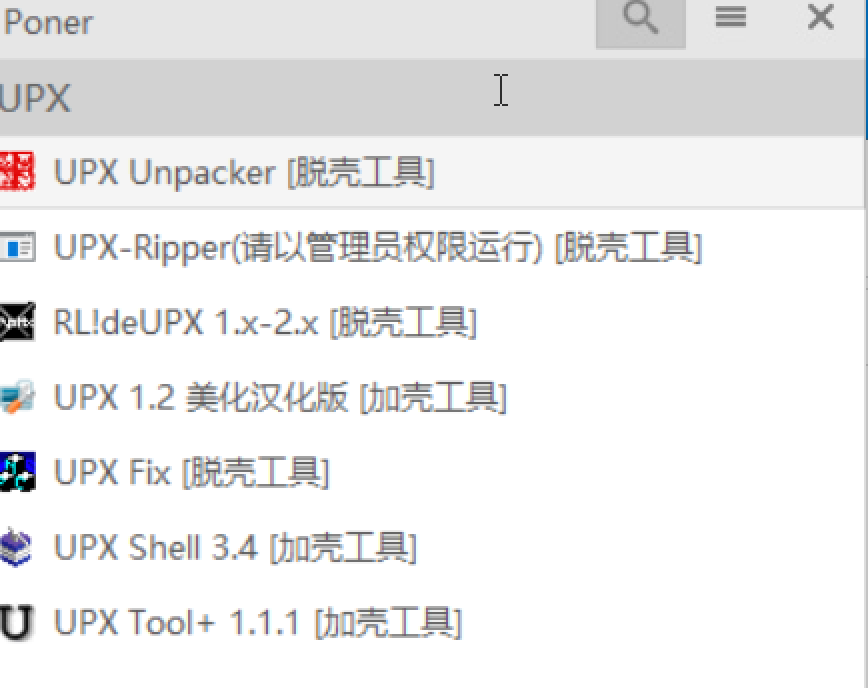 Poner
UPX
UPX Unpacker [脱壳工具]
UPX-Ripper(请以管理员权限运行) [脱壳工具]
RL!deUPX 1.x-2.x [脱壳工具]
UPX 1.2 美化汉化版 [加壳工具]
UPX Fix [脱壳工具]
UPX Shell 3.4 [加壳工具]
U UPX Tool+ 1.1.1 [加壳工具]